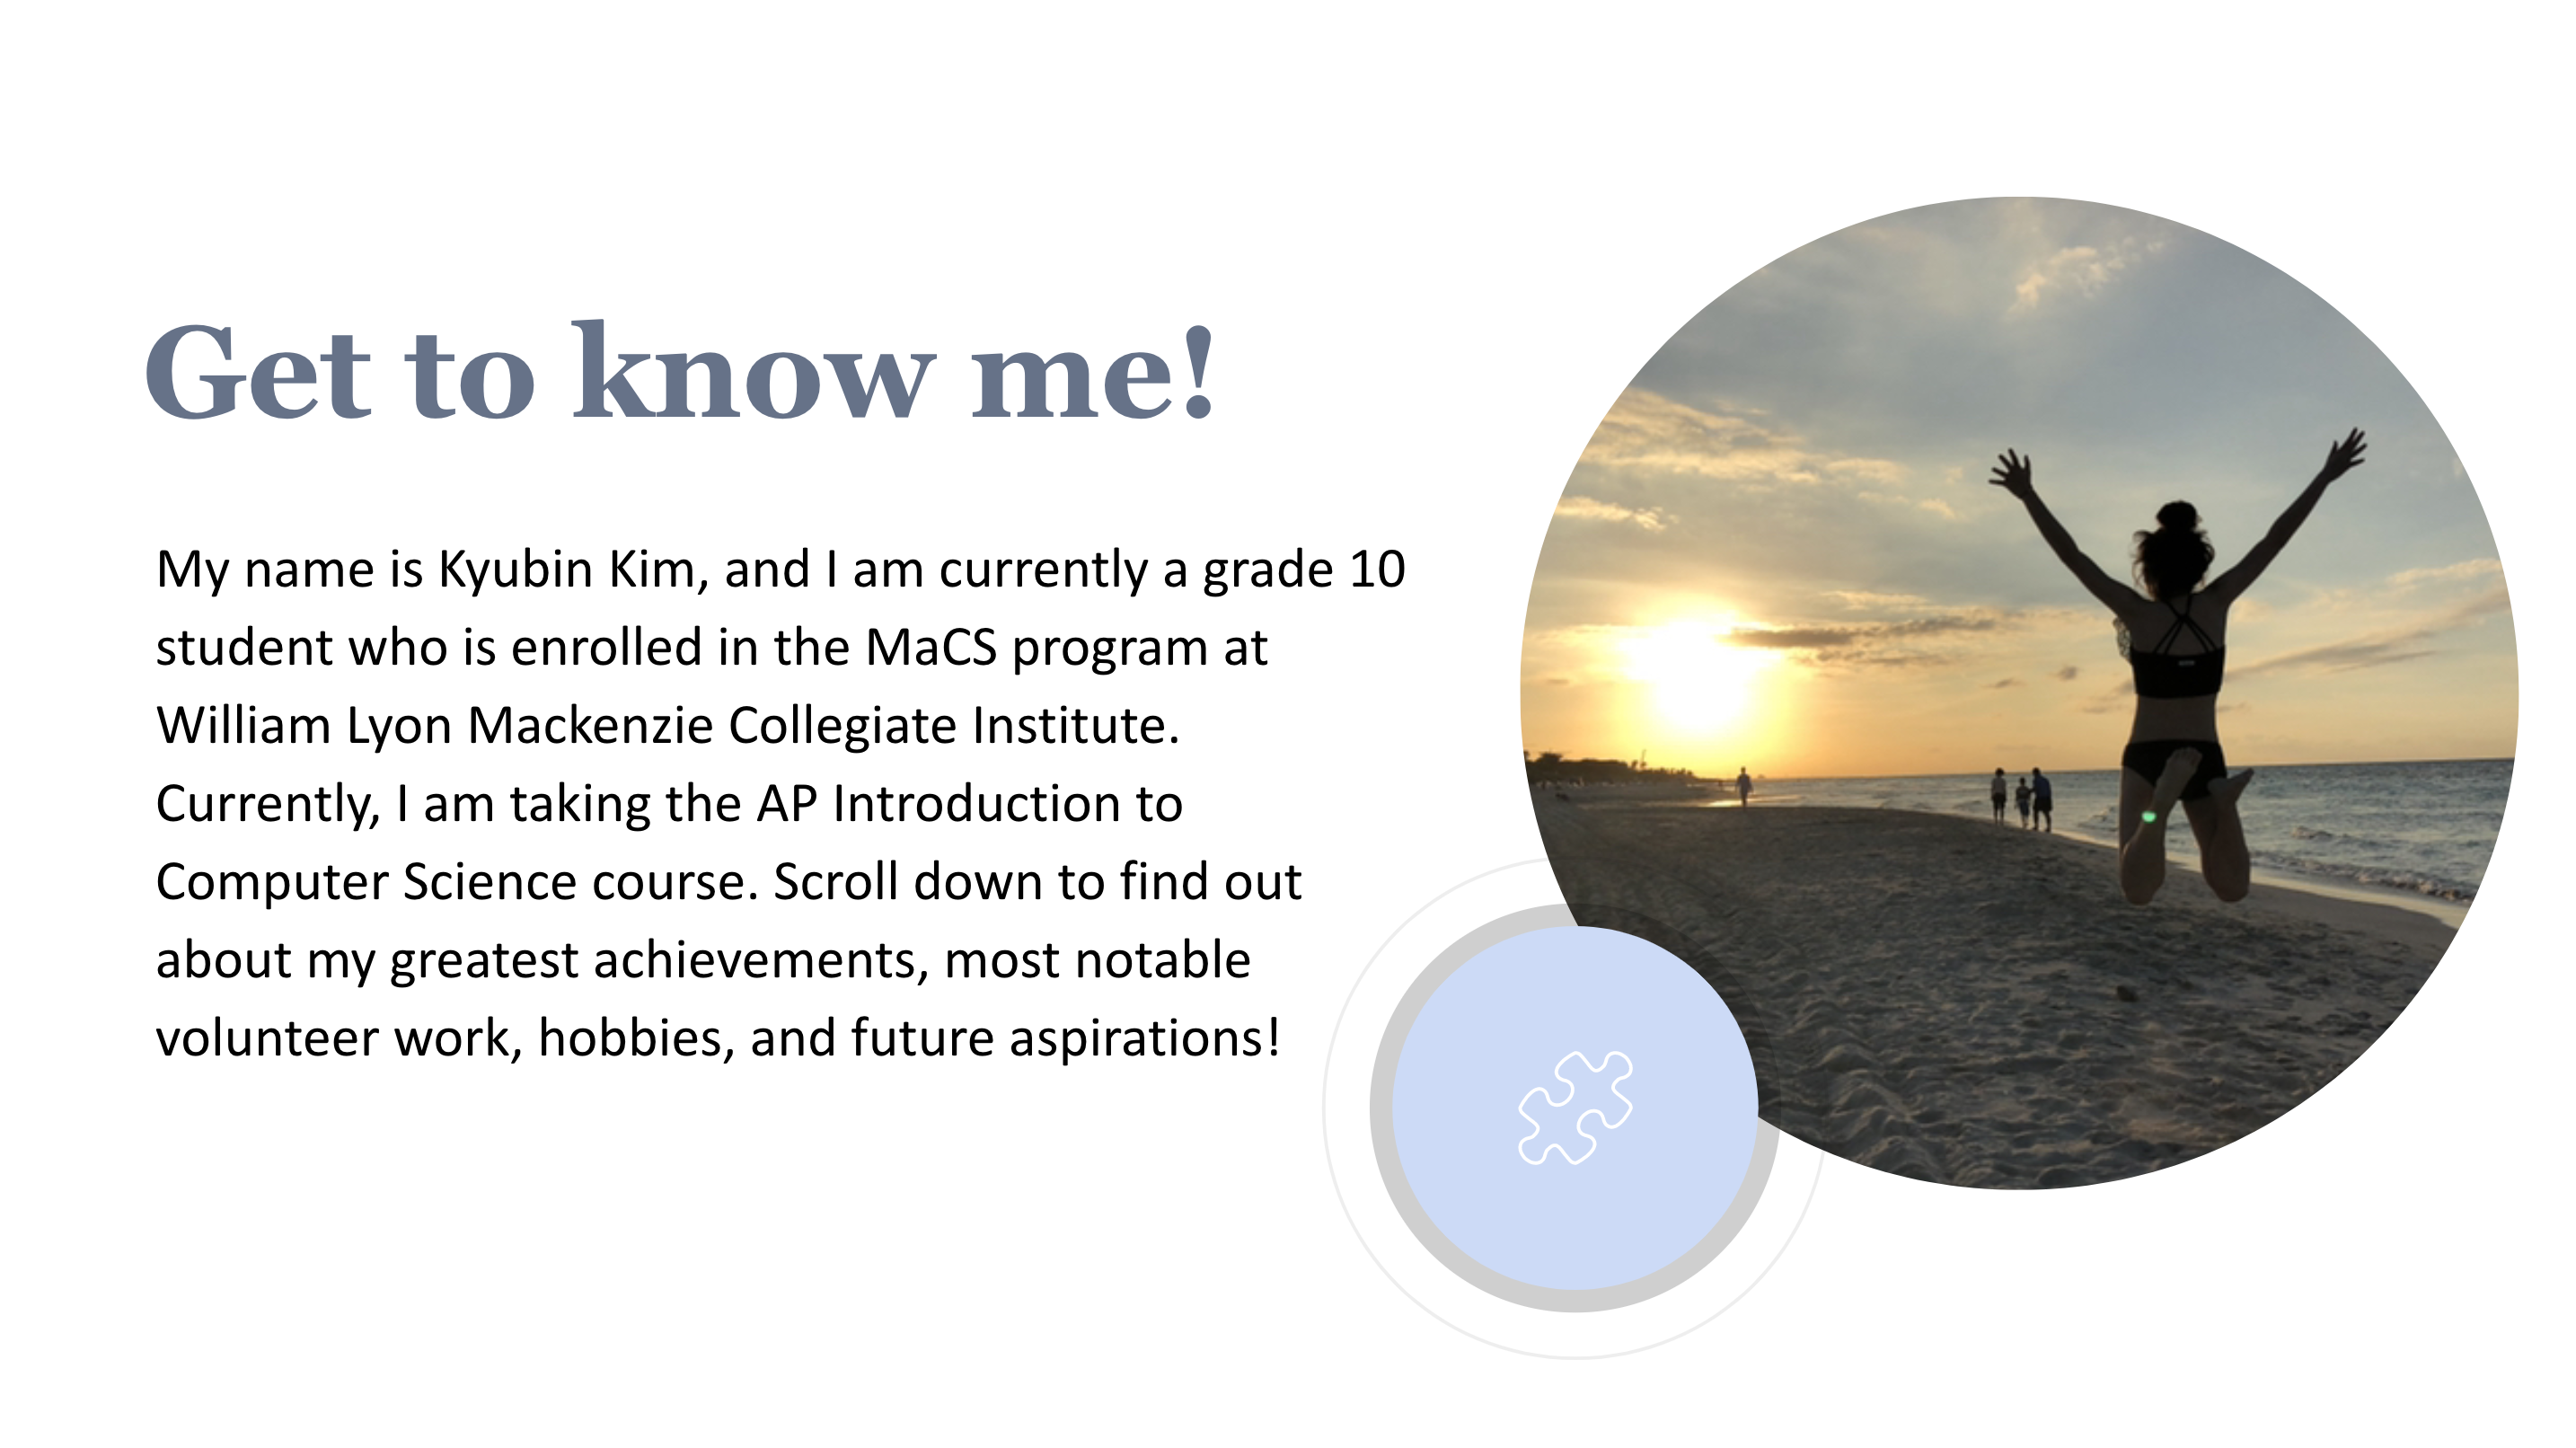 Get to know me!
My name is Kyubin Kim, and I am currently a grade 10
student who is enrolled in the MaCS program at
William Lyon Mackenzie Collegiate Institute.
Currently, I am taking the AP Introduction to
Computer Science course. Scroll down to find out
about my greatest achievements, most notable
volunteer work, hobbies, and future aspirations!